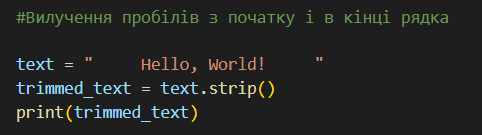 #Вилучення пробілів з початку і в кінці рядка
text = "     Hello, World!     "
trimmed_text = text.strip()
print(trimmed_text)